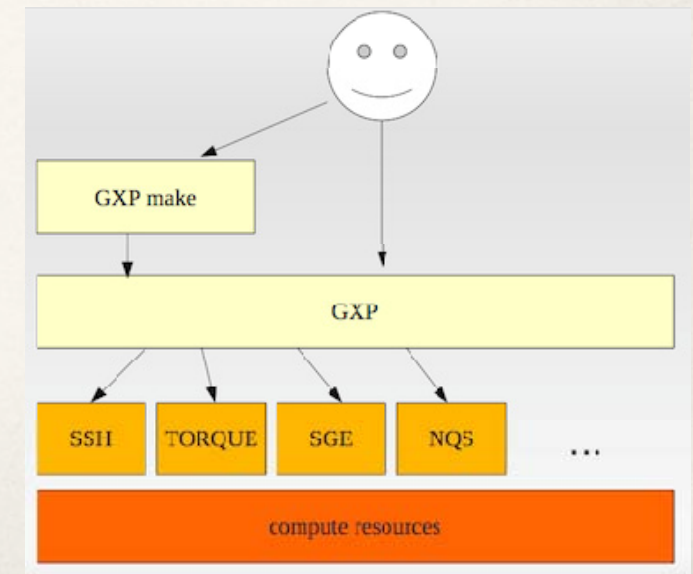 GXP make
GXP
SSH TORQUE SGE NQS ...
compute resources